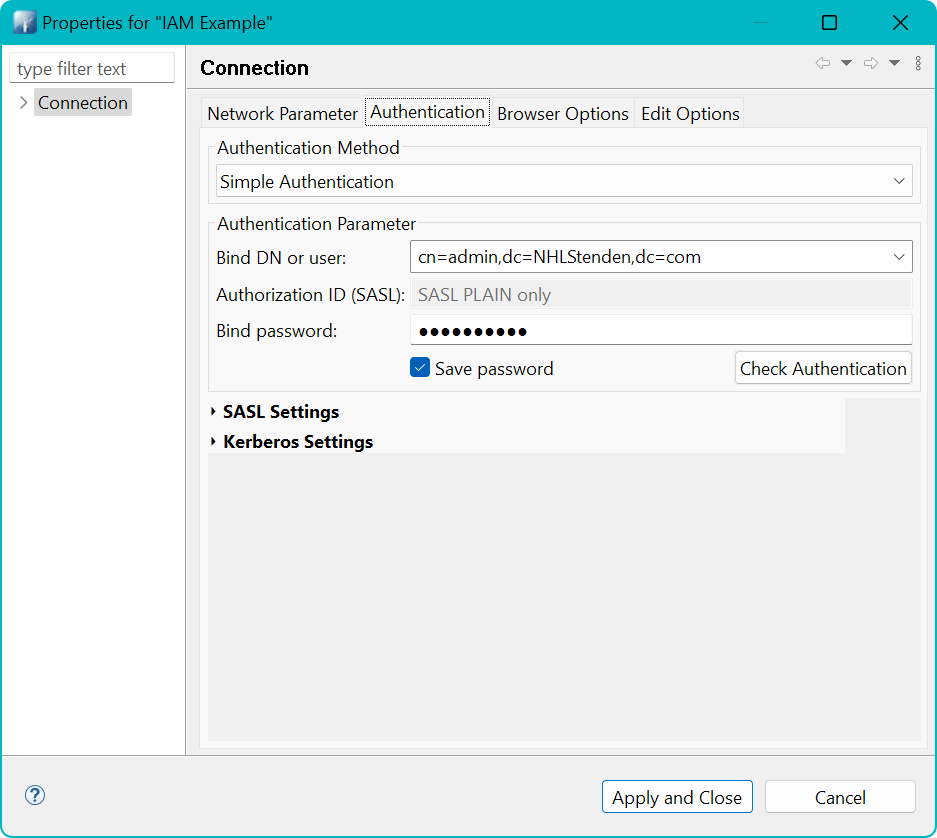 Properties for "IAM Example"
type filter text
Connection
Connection
Network Parameter Authentication Browser Options Edit Options
Authentication Method
Simple Authentication
Authentication Parameter
Bind DN or user: cn=admin,dc=NHLStenden,dc=com
Authorization ID (SASL): SASL PLAIN only
Bind password: ●●●●●●●●●●
Save password Check Authentication
SASL Settings
Kerberos Settings
? Apply and Close Cancel